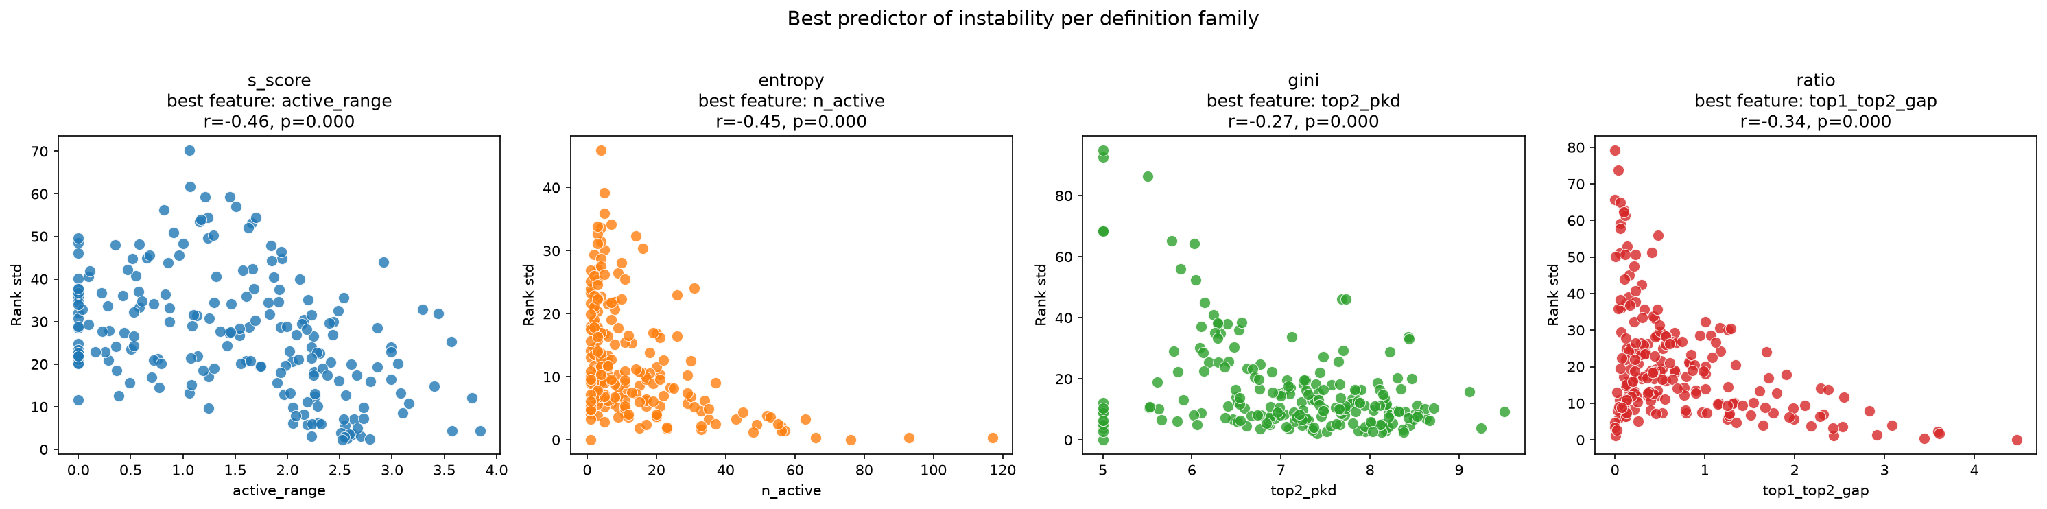 Best predictor of instability per definition family
s_score
best feature: active_range
r=-0.46, p=0.000
70
60
50
40
30
20
10
0
Rank std
0.0 0.5 1.0 1.5 2.0 2.5 3.0 3.5 4.0
active_range
entropy
best feature: n_active
r=-0.45, p=0.000
40
30
20
10
0
Rank std
0 20 40 60 80 100 120
n_active
gini
best feature: top2_pkd
r=-0.27, p=0.000
80
60
40
20
0
Rank std
5 6 7 8 9
top2_pkd
ratio
best feature: top1_top2_gap
r=-0.34, p=0.000
80
70
60
50
40
30
20
10
0
Rank std
0 1 2 3 4
top1_top2_gap